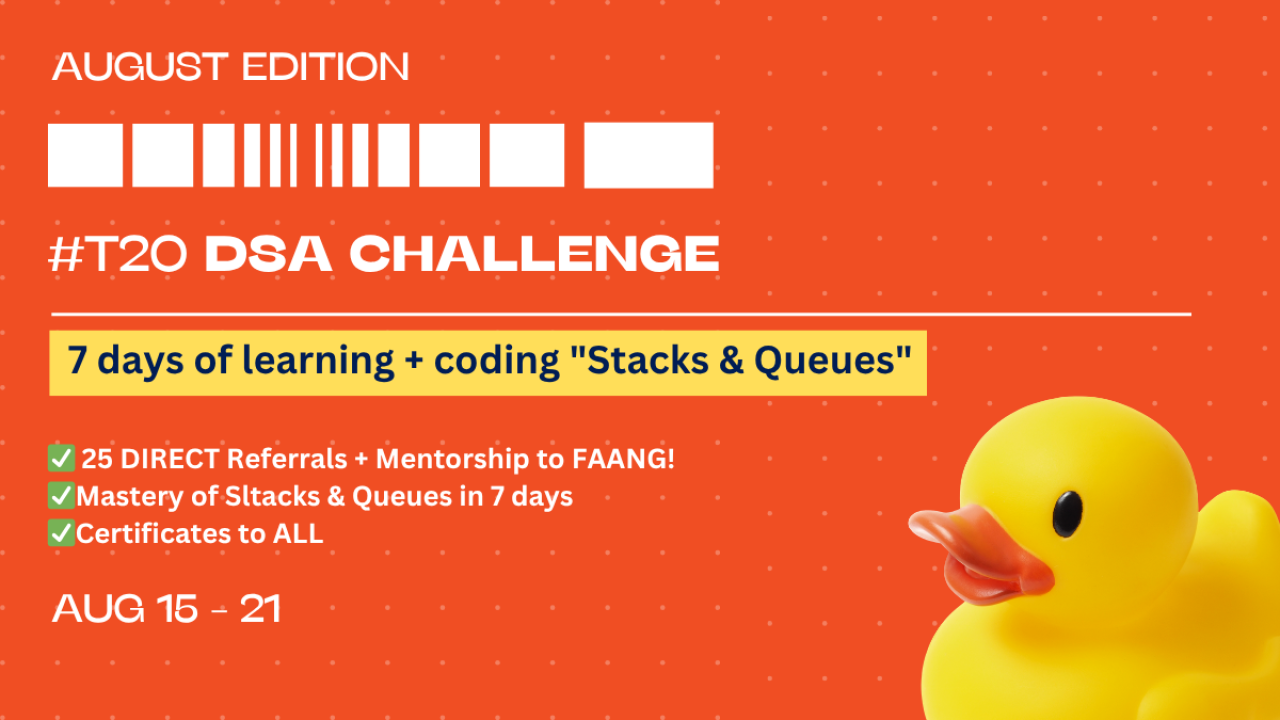 AUGUST EDITION
#T20 DSA CHALLENGE
7 days of learning + coding "Stacks & Queues"
✅ 25 DIRECT Referrals + Mentorship to FAANG!
✅Mastery of Sltacks & Queues in 7 days
✅Certificates to ALL
AUG 15 - 21